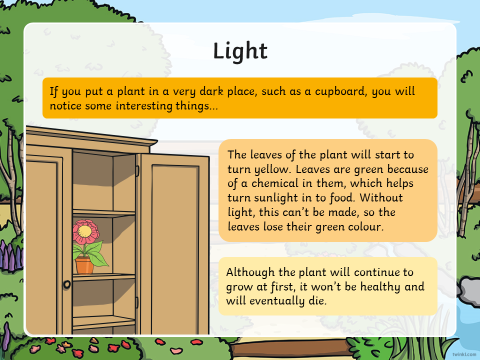 Light
If you put a plant in a very dark place, such as a cupboard, you will
notice some interesting things...
The leaves of the plant will start to
turn yellow. Leaves are green because
of a chemical in them, which helps
turn sunlight in to food. Without
light, this can't be made, so the
leaves lose their green colour.
Although the plant will continue to
grow at first, it won't be healthy and
will eventually die.
twinkl.com